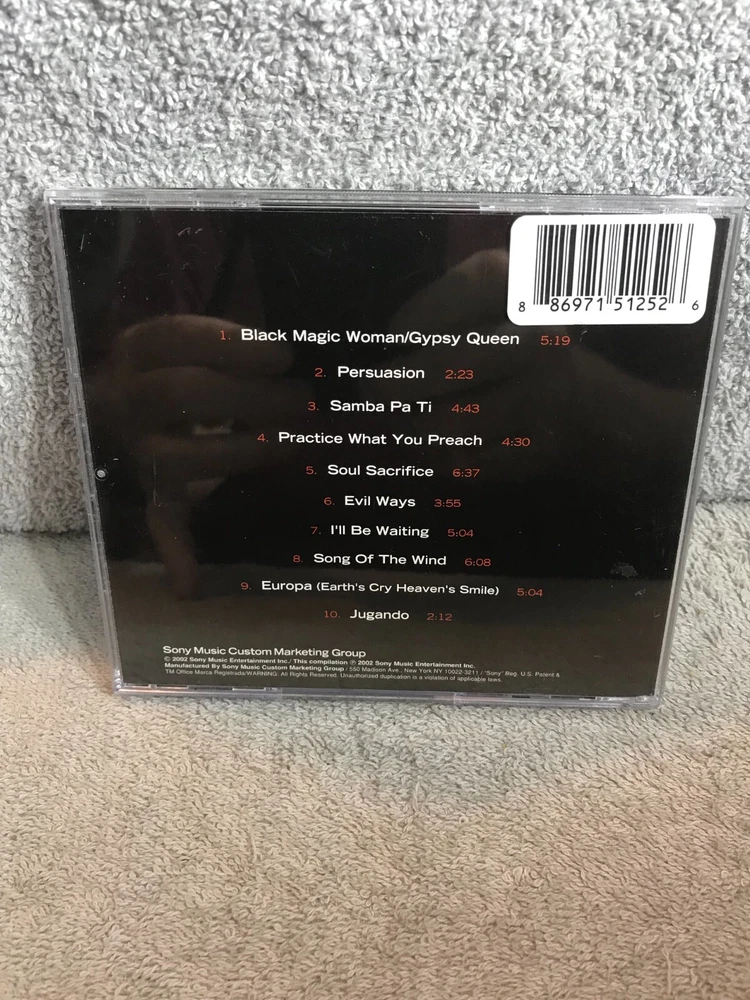 8 86971 51252 6
1. Black Magic Woman/Gypsy Queen 5:19
2. Persuasion 2:23
3. Samba Pa Ti 4:43
4. Practice What You Preach 4:30
5. Soul Sacrifice 6:37
6. Evil Ways 3:55
7. I'll Be Waiting 5:04
8. Song Of The Wind 6:08
9. Europa (Earth's Cry Heaven's Smile) 5:04
10. Jugando 2:12
Sony Music Custom Marketing Group
© 2002 Sony Music Entertainment Inc./ This compilation ℗ 2002 Sony Music Entertainment Inc.
Manufactured By Sony Music Custom Marketing Group / 550 Madison Ave., New York NY 10022-3211 / "Sony" Reg. U.S. Patent &
TM Office Marca Registrada/WARNING: All Rights Reserved. Unauthorized duplication is a violation of applicable laws.